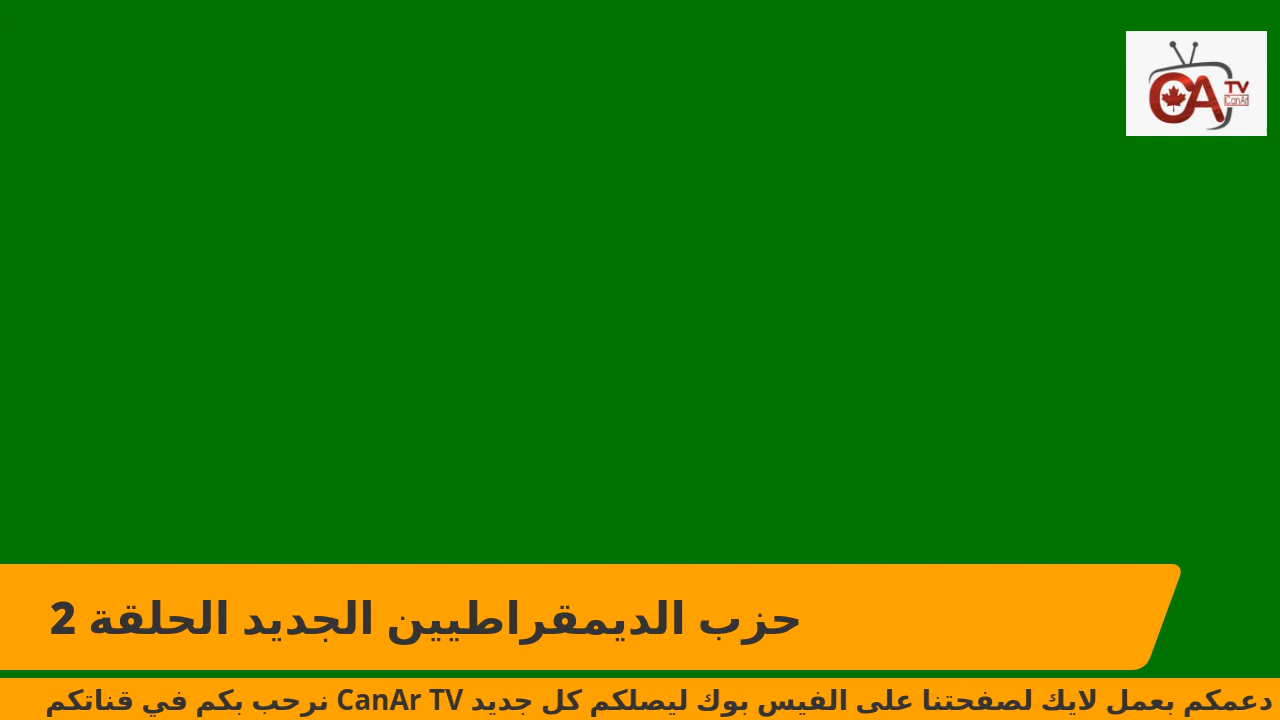 CA TV
CanAr
حزب الديمقراطيين الجديد الحلقة 2
دعمكم بعمل لايك لصفحتنا على الفيس بوك ليصلكم كل جديد CanAr TV نرحب بكم في قناتكم